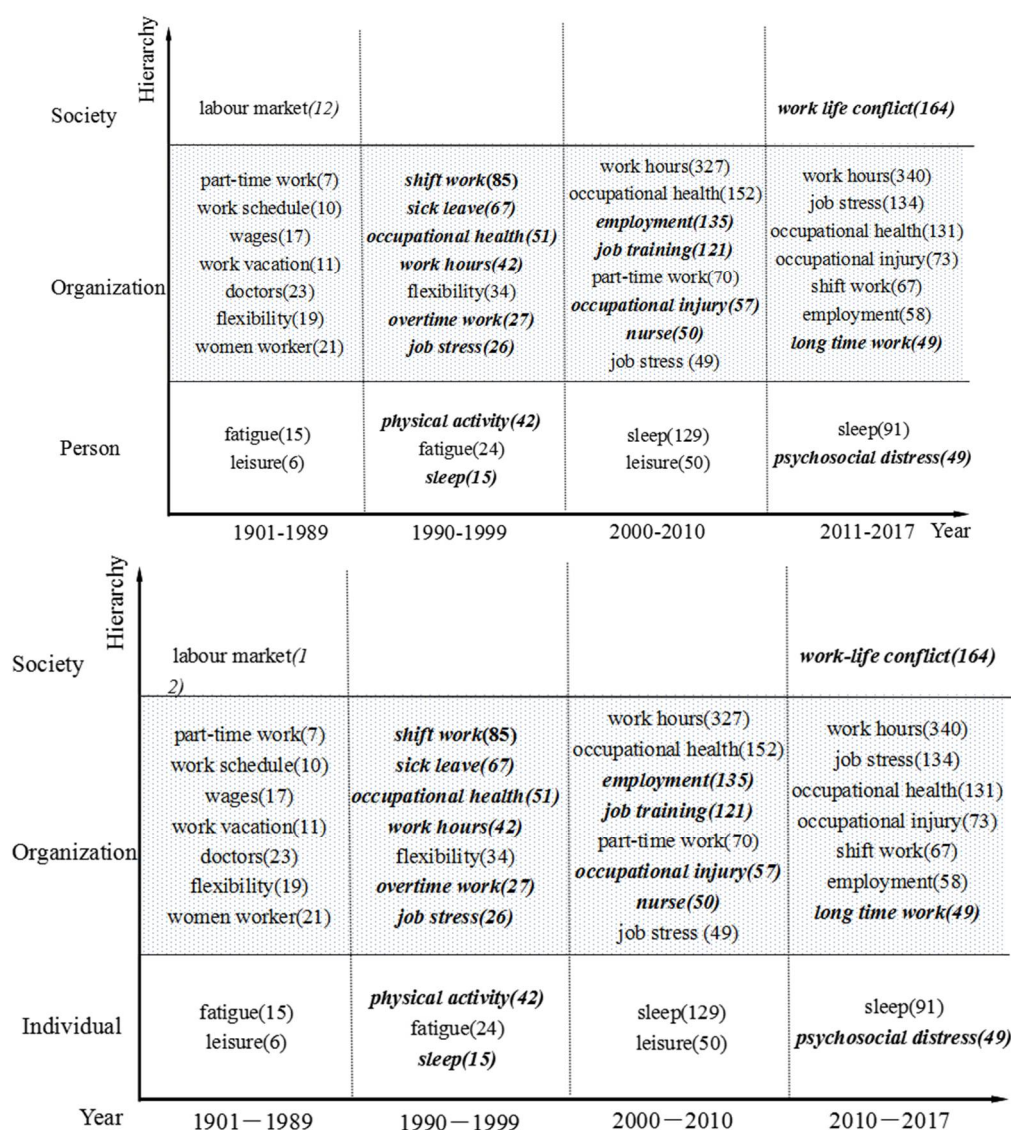 Hierarchy
Society
labour market(12)
work life conflict(164)
Organization
part-time work(7)
work schedule(10)
wages(17)
work vacation(11)
doctors(23)
flexibility(19)
women worker(21)
shift work(85)
sick leave(67)
occupational health(51)
work hours(42)
flexibility(34)
overtime work(27)
job stress(26)
work hours(327)
occupational health(152)
employment(135)
job training(121)
part-time work(70)
occupational injury(57)
nurse(50)
job stress (49)
work hours(340)
job stress(134)
occupational health(131)
occupational injury(73)
shift work(67)
employment(58)
long time work(49)
Person
fatigue(15)
leisure(6)
physical activity(42)
fatigue(24)
sleep(15)
sleep(129)
leisure(50)
sleep(91)
psychosocial distress(49)
1901-1989 1990-1999 2000-2010 2011-2017 Year
Hierarchy
Society
labour market(1
2)
work-life conflict(164)
Organization
part-time work(7)
work schedule(10)
wages(17)
work vacation(11)
doctors(23)
flexibility(19)
women worker(21)
shift work(85)
sick leave(67)
occupational health(51)
work hours(42)
flexibility(34)
overtime work(27)
job stress(26)
work hours(327)
occupational health(152)
employment(135)
job training(121)
part-time work(70)
occupational injury(57)
nurse(50)
job stress (49)
work hours(340)
job stress(134)
occupational health(131)
occupational injury(73)
shift work(67)
employment(58)
long time work(49)
Individual
fatigue(15)
leisure(6)
physical activity(42)
fatigue(24)
sleep(15)
sleep(129)
leisure(50)
sleep(91)
psychosocial distress(49)
Year 1901－1989 1990－1999 2000－2010 2010－2017